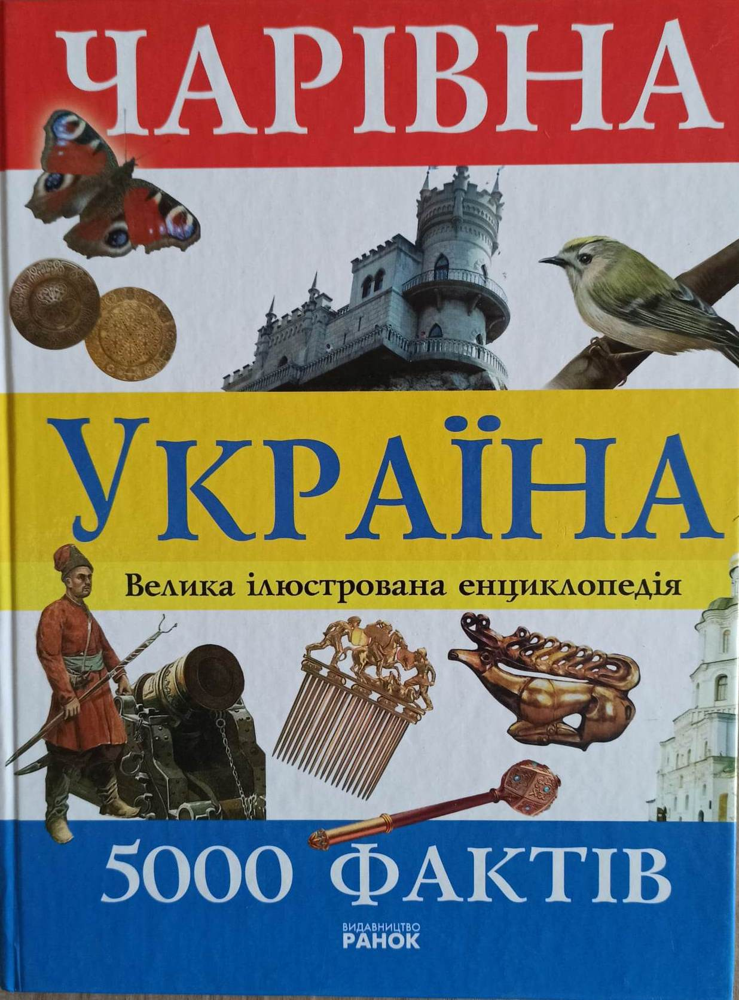 ЧАРІВНА
УКРАЇНА
Велика ілюстрована енциклопедія
5000 ФАКТІВ
ВИДАВНИЦТВО
РАНОК